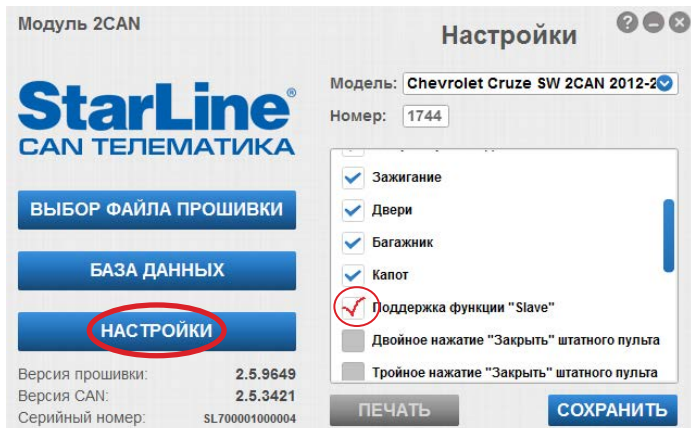 Модуль 2CAN
Настройки
StarLine®
CAN ТЕЛЕМАТИКА
ВЫБОР ФАЙЛА ПРОШИВКИ
БАЗА ДАННЫХ
НАСТРОЙКИ
Версия прошивки: 2.5.9649
Версия CAN: 2.5.3421
Серийный номер: SL700001000004
Модель: Chevrolet Cruze SW 2CAN 2012-2
Номер: 1744
Зажигание
Двери
Багажник
Капот
Поддержка функции "Slave"
Двойное нажатие "Закрыть" штатного пульта
Тройное нажатие "Закрыть" штатного пульта
ПЕЧАТЬ
СОХРАНИТЬ